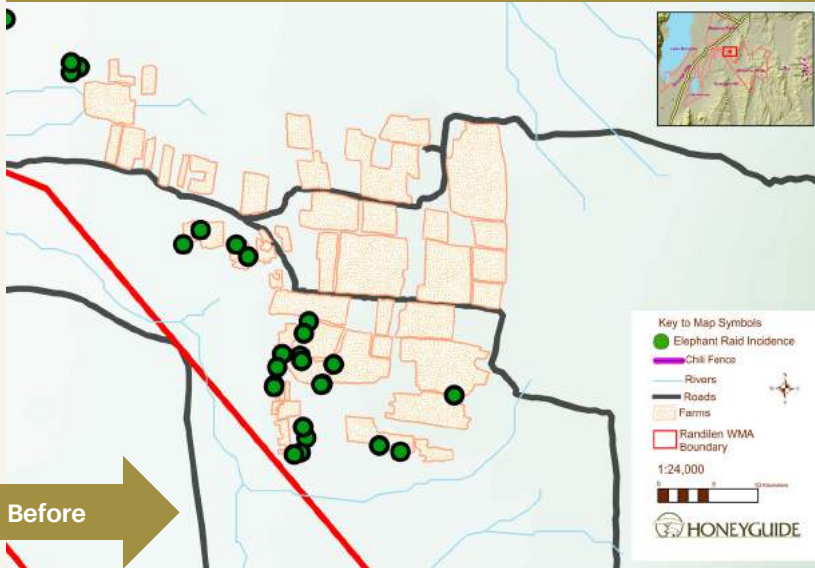 Key to Map Symbols
Elephant Raid Incidence
Chili Fence
Rivers
Roads
Farms
Randilen WMA
Boundary
1:24,000
HONEYGUIDE
Before